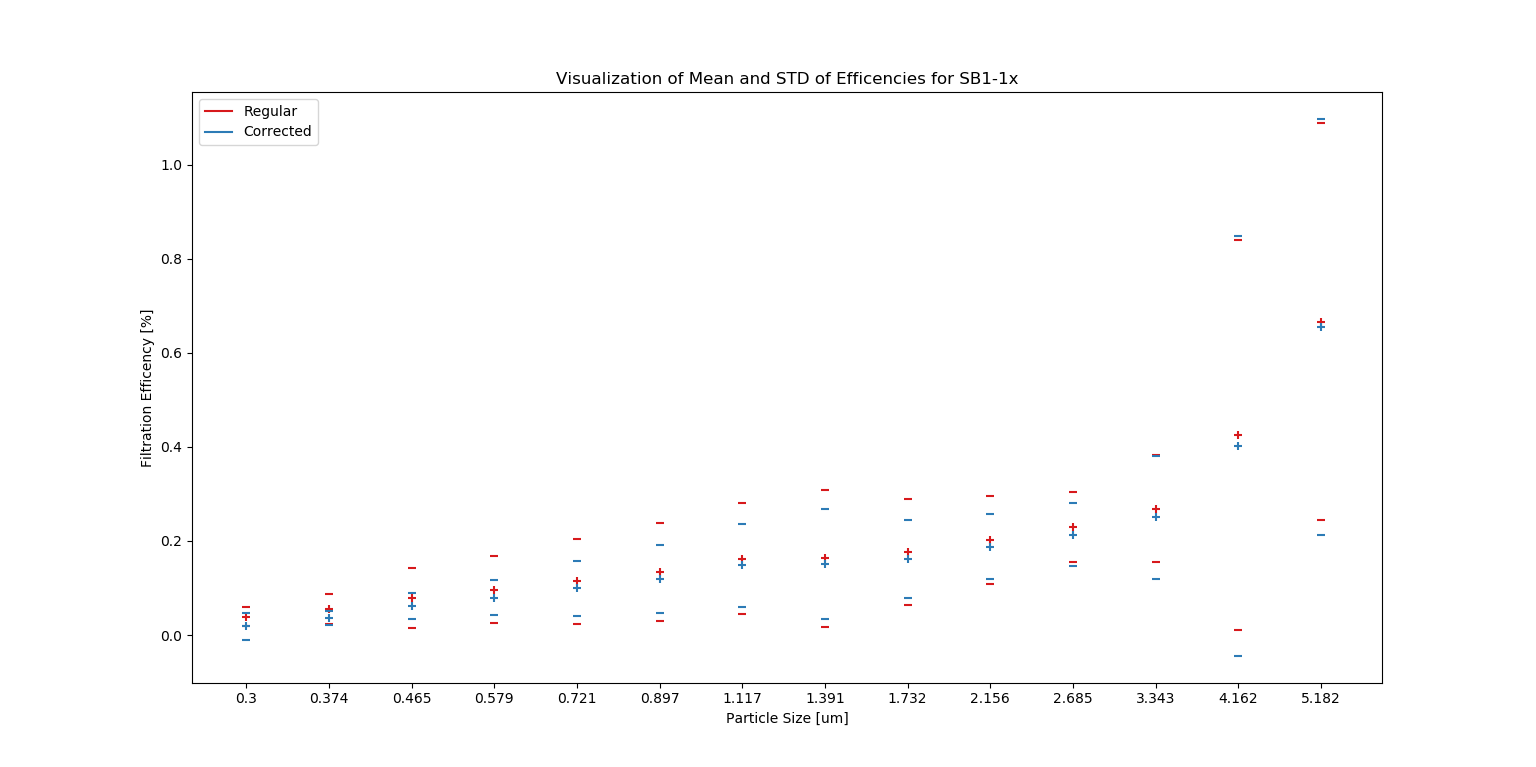 Visualization of Mean and STD of Efficencies for SB1-1x
Regular
Corrected
1.0
0.8
0.6
0.4
0.2
0.0
Filtration Efficency [%]
0.3 0.374 0.465 0.579 0.721 0.897 1.117 1.391 1.732 2.156 2.685 3.343 4.162 5.182
Particle Size [um]